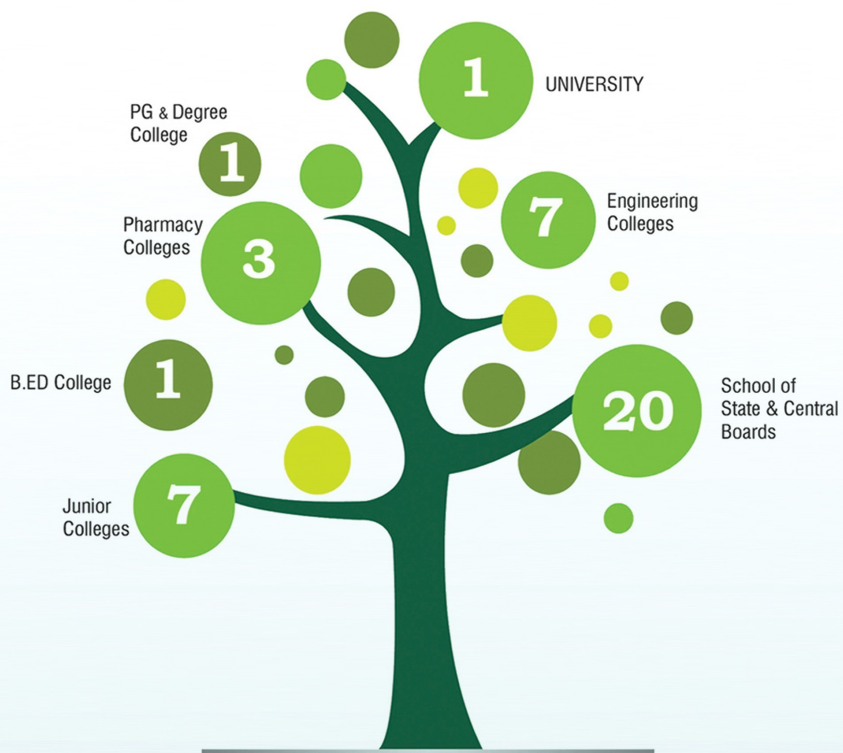 1
UNIVERSITY
PG & Degree
College
1
Pharmacy
Colleges
3
7
Engineering
Colleges
B.ED College
1
20
School of
State & Central
Boards
Junior
Colleges
7